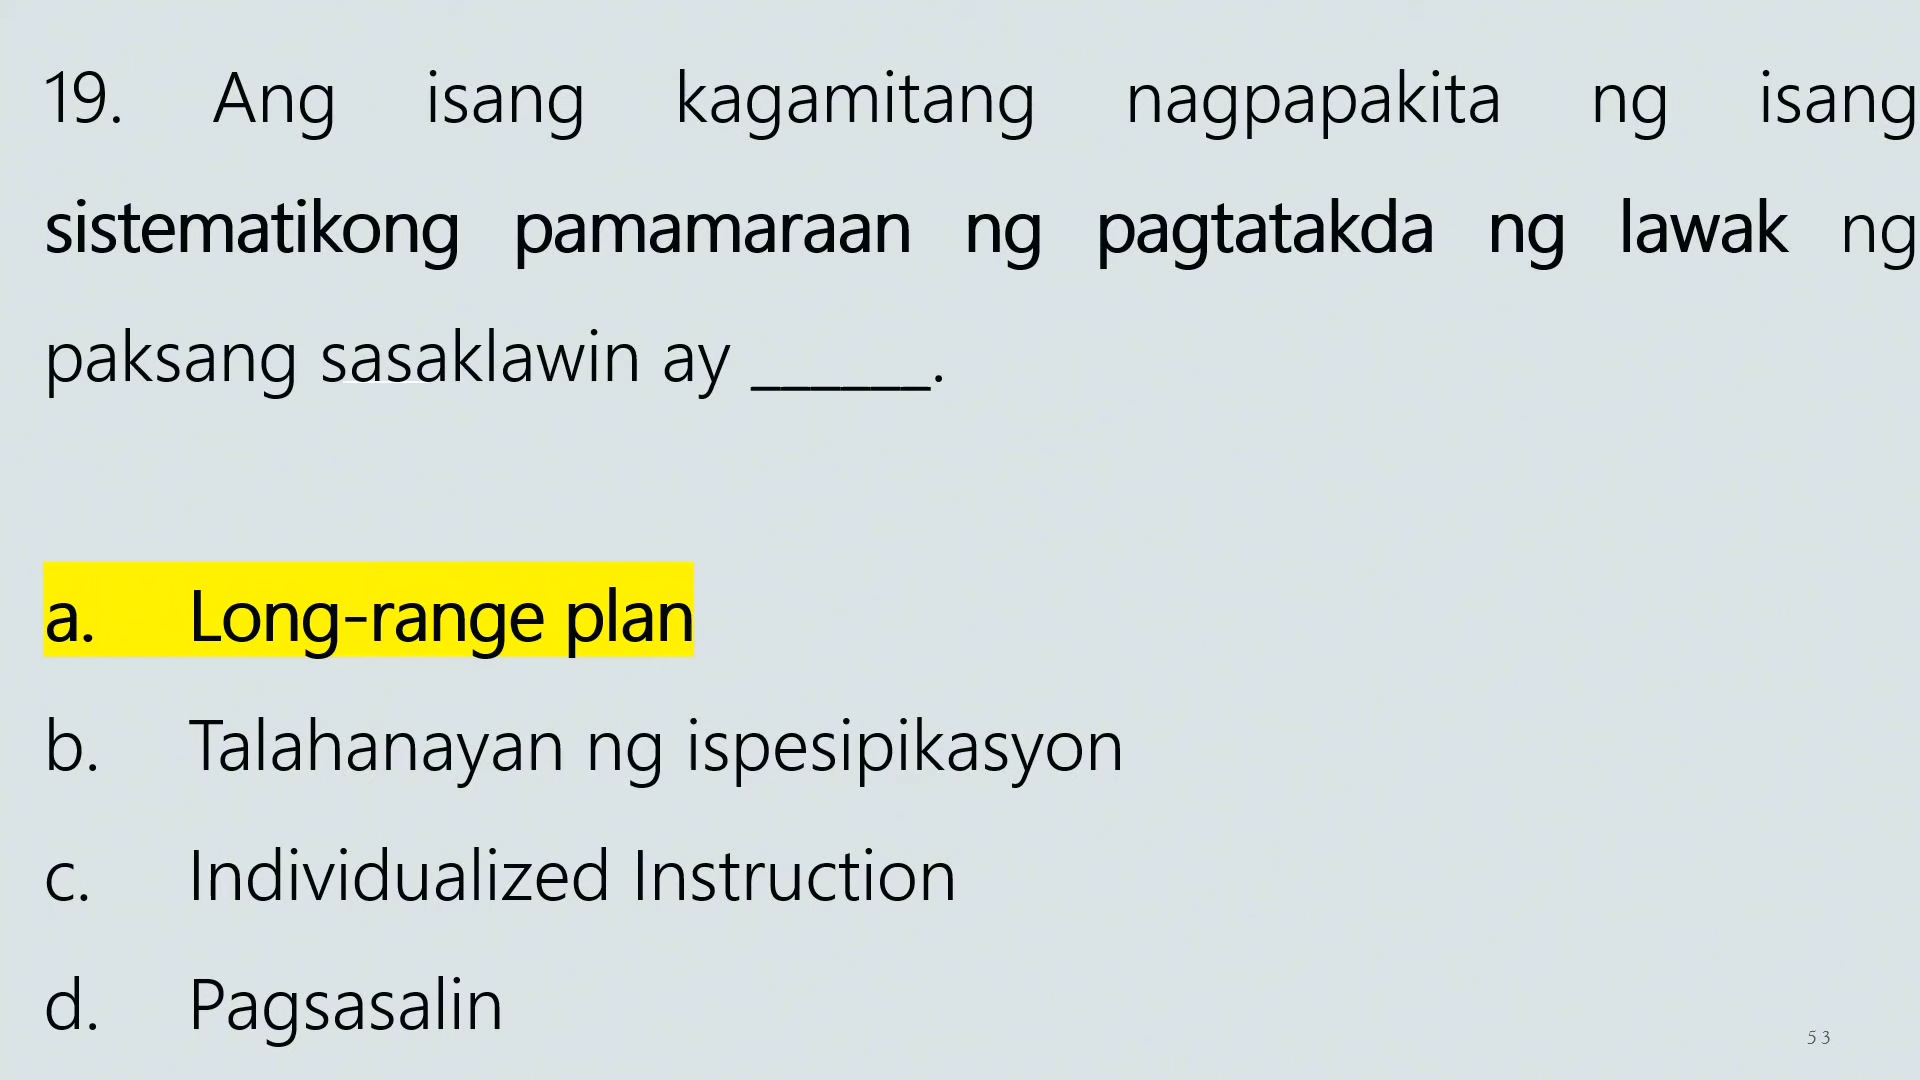 19. Ang isang kagamitang nagpapakita ng isang
sistematikong pamamaraan ng pagtatakda ng lawak ng
paksang sasaklawin ay ______.
a. Long-range plan
b. Talahanayan ng ispesipikasyon
c. Individualized Instruction
d. Pagsasalin
53